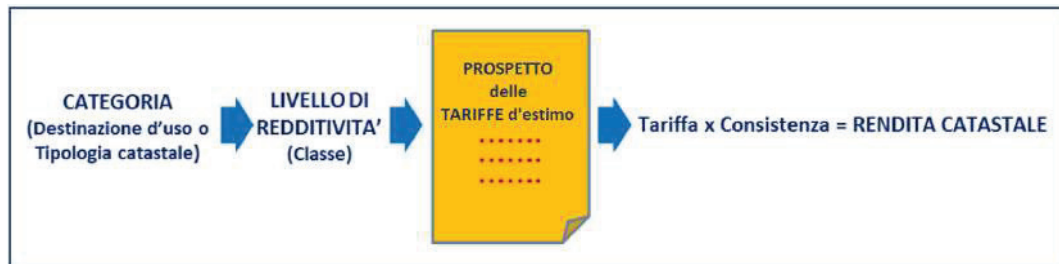 CATEGORIA
(Destinazione d'uso o
Tipologia catastale)
LIVELLO DI
REDDITIVITA'
(Classe)
PROSPETTO
delle
TARIFFE d'estimo
.......
.......
.......
Tariffa x Consistenza = RENDITA CATASTALE